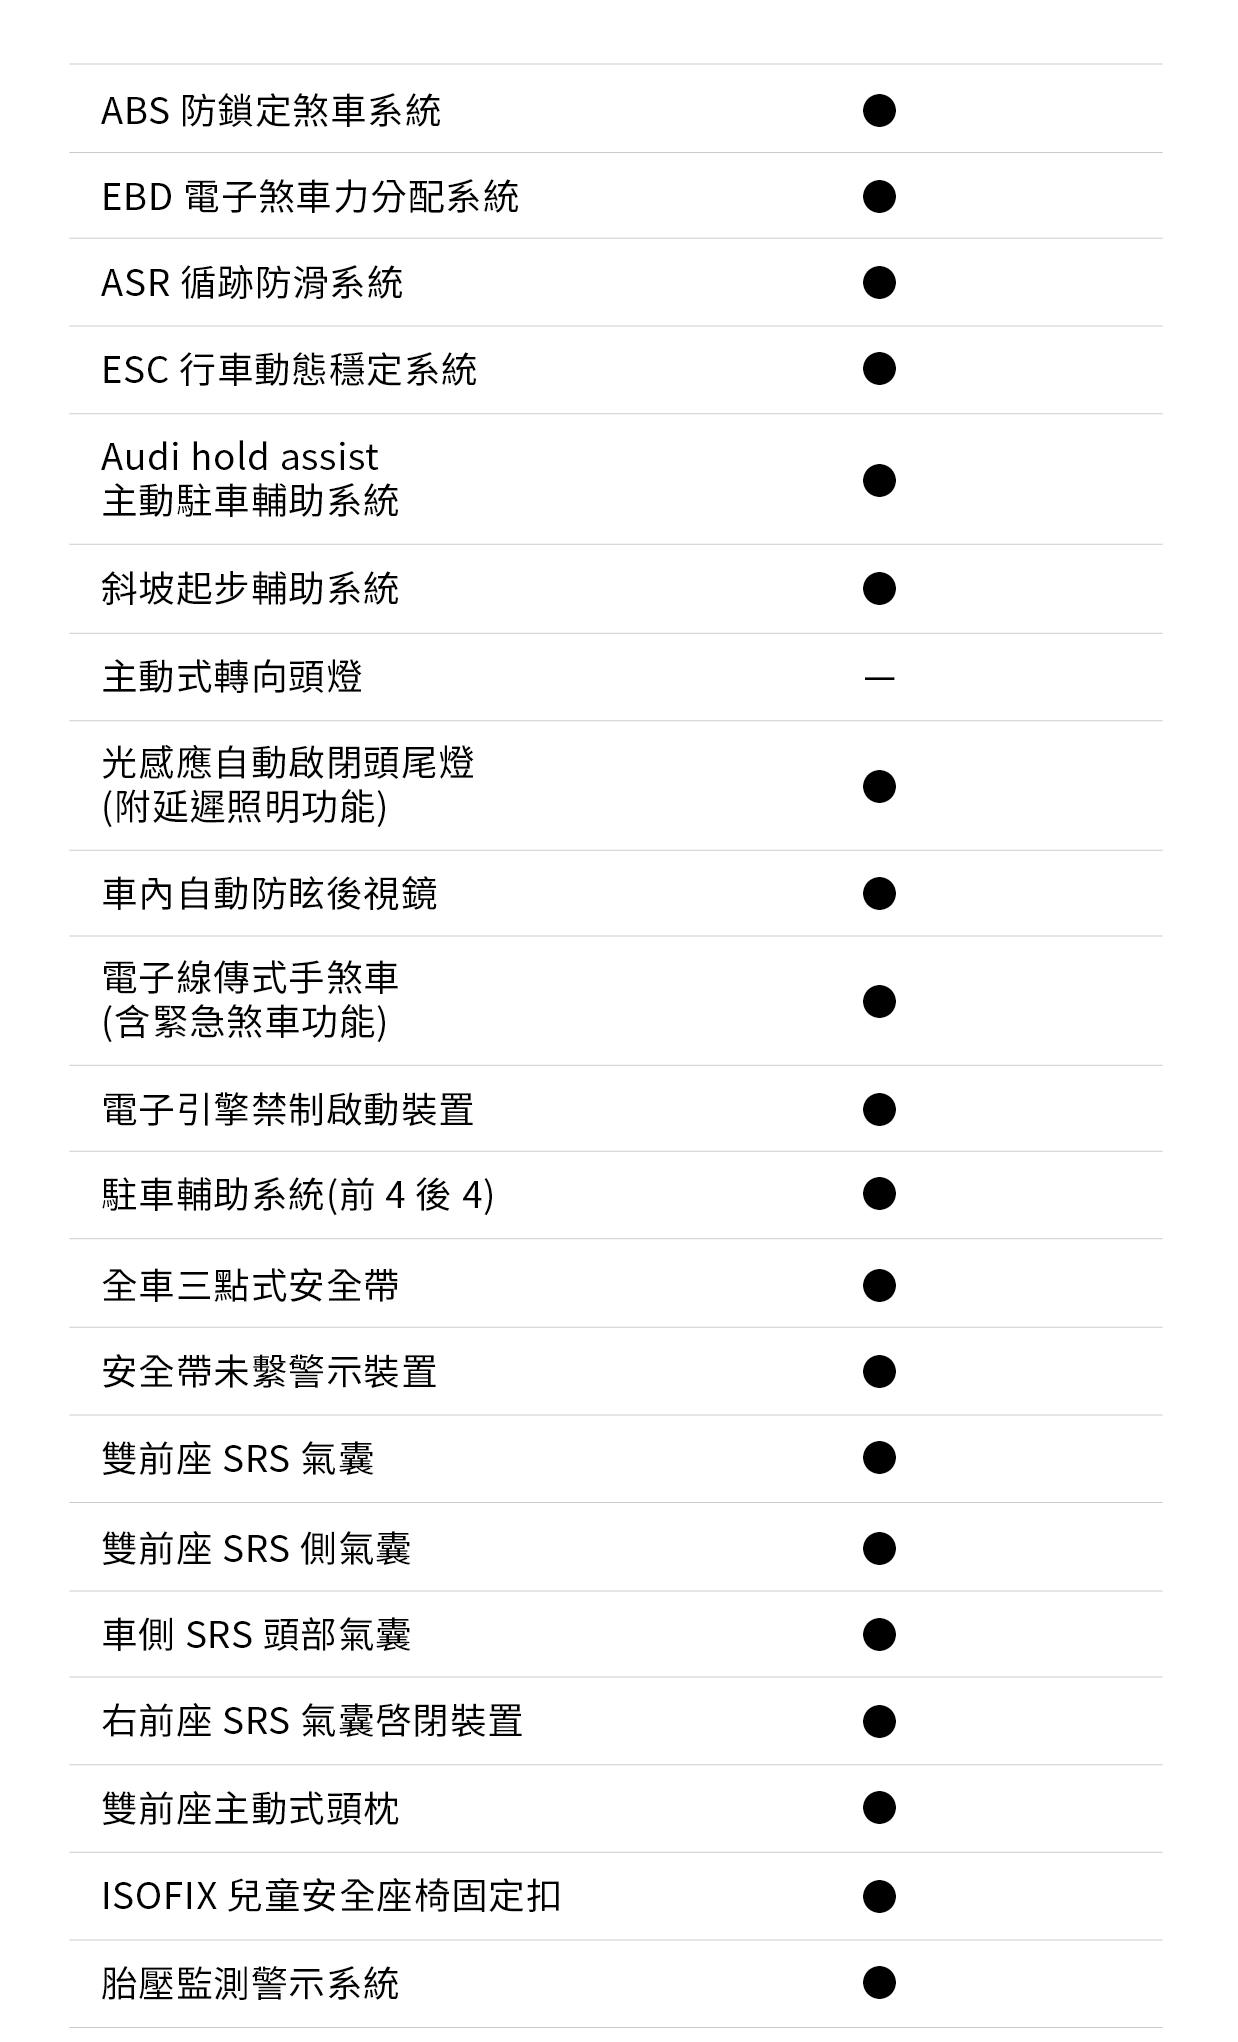 ABS 防鎖定煞車系統 ●
EBD 電子煞車力分配系統 ●
ASR 循跡防滑系統 ●
ESC 行車動態穩定系統 ●
Audi hold assist
主動駐車輔助系統 ●
斜坡起步輔助系統 ●
主動式轉向頭燈 —
光感應自動啟閉頭尾燈
(附延遲照明功能) ●
車內自動防眩後視鏡 ●
電子線傳式手煞車
(含緊急煞車功能) ●
電子引擎禁制啟動裝置 ●
駐車輔助系統(前 4 後 4) ●
全車三點式安全帶 ●
安全帶未繫警示裝置 ●
雙前座 SRS 氣囊 ●
雙前座 SRS 側氣囊 ●
車側 SRS 頭部氣囊 ●
右前座 SRS 氣囊啓閉裝置 ●
雙前座主動式頭枕 ●
ISOFIX 兒童安全座椅固定扣 ●
胎壓監測警示系統 ●